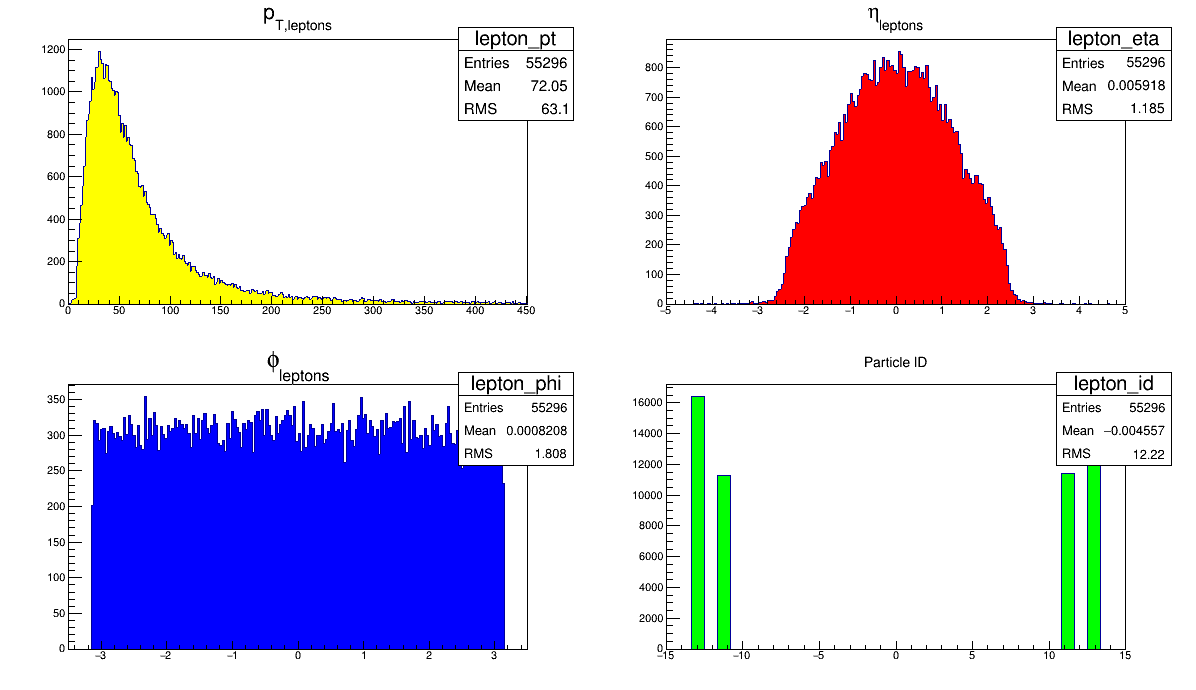 p
T,leptons
lepton_pt
Entries 55296
Mean 72.05
RMS 63.1
1200
1000
800
600
400
200
0
0 50 100 150 200 250 300 350 400 450
η
leptons
lepton_eta
Entries 55296
Mean 0.005918
RMS 1.185
800
700
600
500
400
300
200
100
0
−5 −4 −3 −2 −1 0 1 2 3 4 5
ϕ
leptons
lepton_phi
Entries 55296
Mean 0.0008208
RMS 1.808
350
300
250
200
150
100
50
0
−3 −2 −1 0 1 2 3
Particle ID
lepton_id
Entries 55296
Mean −0.004557
RMS 12.22
16000
14000
12000
10000
8000
6000
4000
2000
0
−15 −10 −5 0 5 10 15